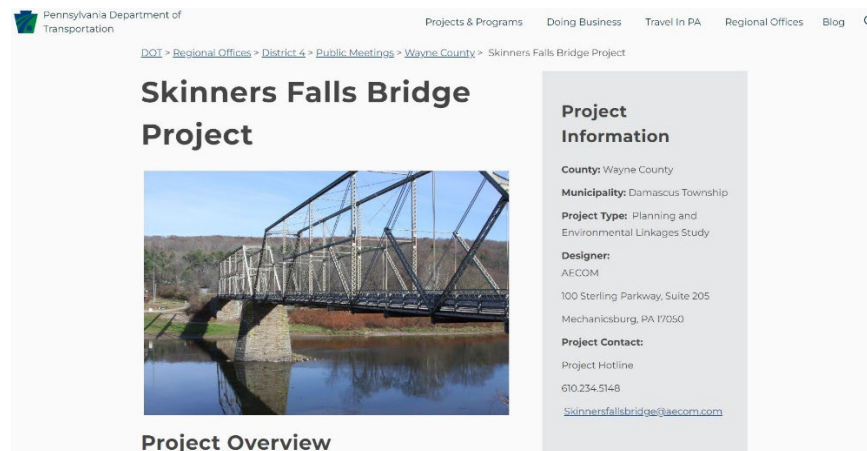 Pennsylvania Department of
Transportation
Projects & Programs Doing Business Travel In PA Regional Offices Blog
DOT > Regional Offices > District 4 > Public Meetings > Wayne County > Skinners Falls Bridge Project
Skinners Falls Bridge
Project
Project Overview
Project
Information
County: Wayne County
Municipality: Damascus Township
Project Type: Planning and
Environmental Linkages Study
Designer:
AECOM
100 Sterling Parkway, Suite 205
Mechanicsburg, PA 17050
Project Contact:
Project Hotline
610.234.5148
Skinnersfallsbridge@aecom.com